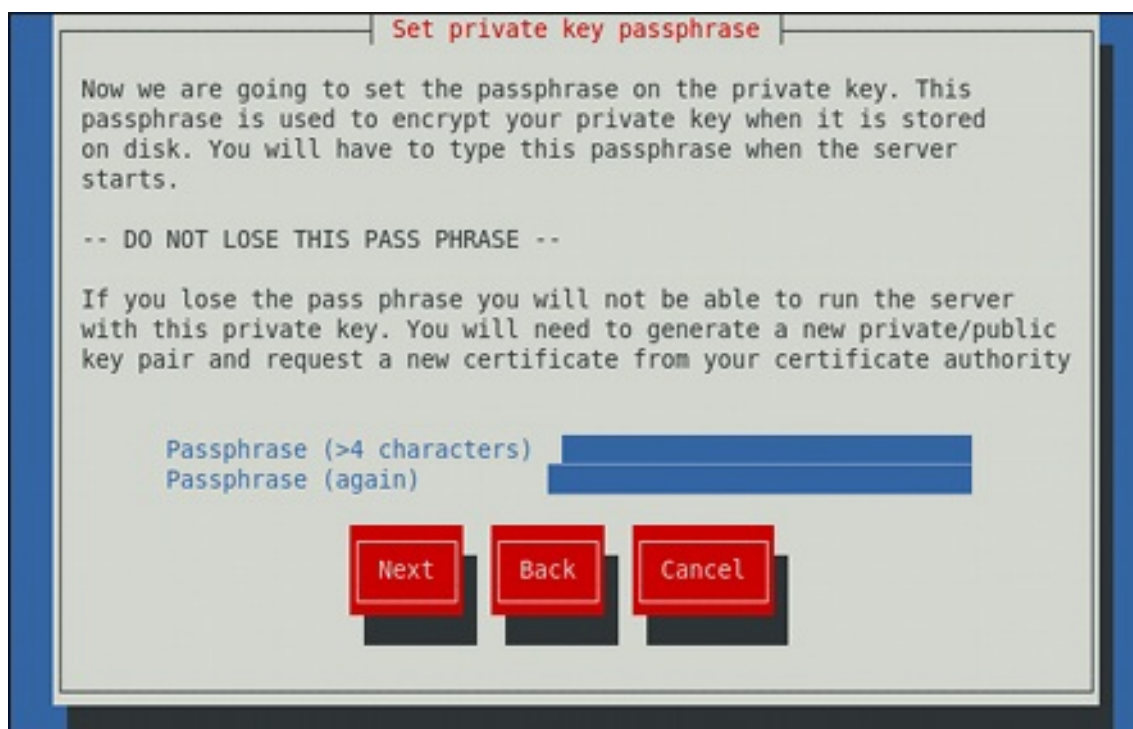 Set private key passphrase
Now we are going to set the passphrase on the private key. This
passphrase is used to encrypt your private key when it is stored
on disk. You will have to type this passphrase when the server
starts.
-- DO NOT LOSE THIS PASS PHRASE --
If you lose the pass phrase you will not be able to run the server
with this private key. You will need to generate a new private/public
key pair and request a new certificate from your certificate authority
Passphrase (>4 characters)
Passphrase (again)
Next Back Cancel